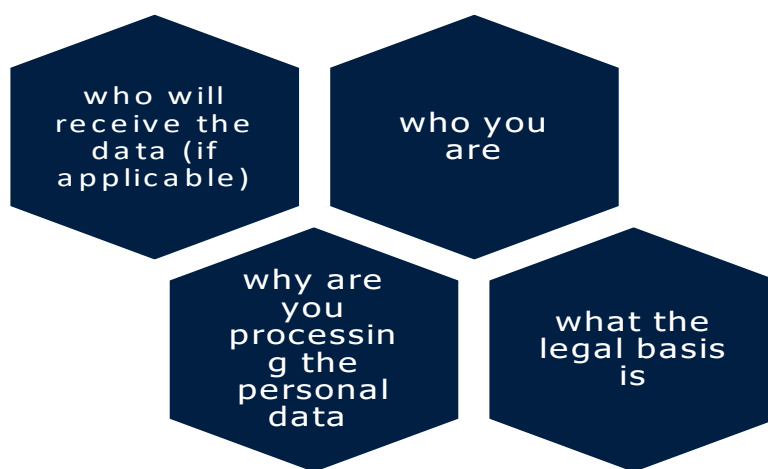 who will
receive the
data (if
applicable)
who you
are
why are
you
processin
g the
personal
data
what the
legal basis
is